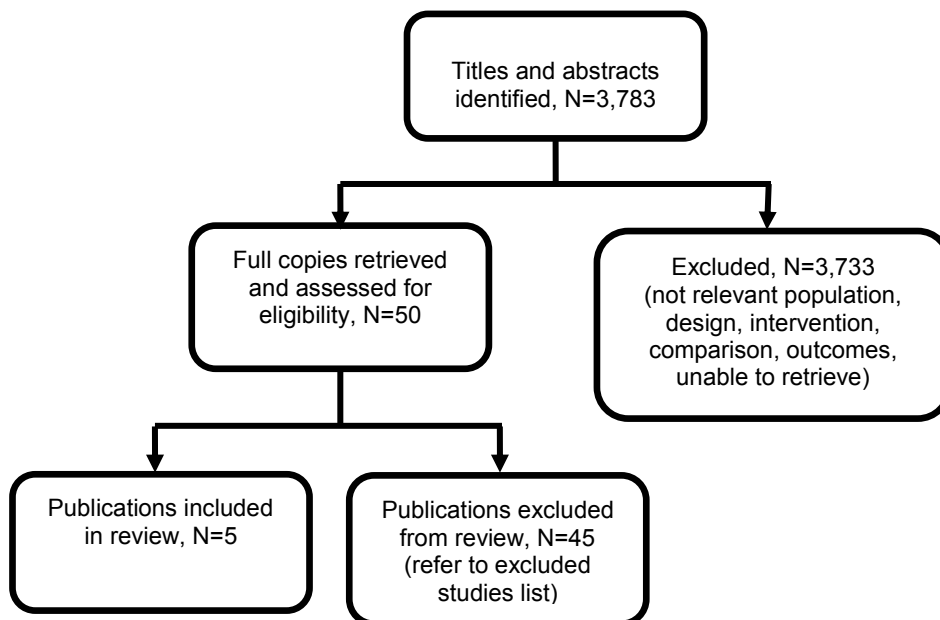 Titles and abstracts
identified, N=3,783
Full copies retrieved
and assessed for
eligibility, N=50
Excluded, N=3,733
(not relevant population,
design, intervention,
comparison, outcomes,
unable to retrieve)
Publications included
in review, N=5
Publications excluded
from review, N=45
(refer to excluded
studies list)